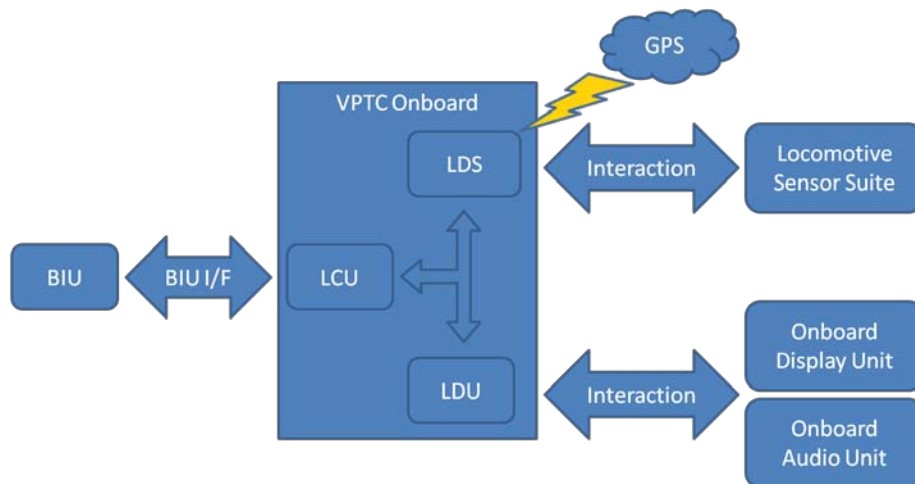 GPS
VPTC Onboard
LDS
Interaction
Locomotive
Sensor Suite
BIU
BIU I/F
LCU
Onboard
Display Unit
LDU
Interaction
Onboard
Audio Unit